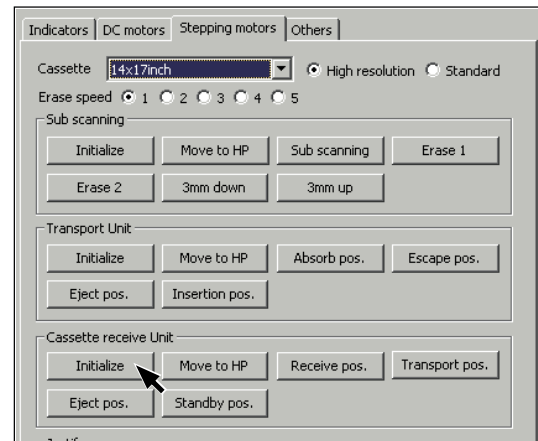 Indicators DC motors Stepping motors Others
Cassette 14x17inch High resolution Standard
Erase speed 1 2 3 4 5
Sub scanning
Initialize Move to HP Sub scanning Erase 1
Erase 2 3mm down 3mm up
Transport Unit
Initialize Move to HP Absorb pos. Escape pos.
Eject pos. Insertion pos.
Cassette receive Unit
Initialize Move to HP Receive pos. Transport pos.
Eject pos. Standby pos.